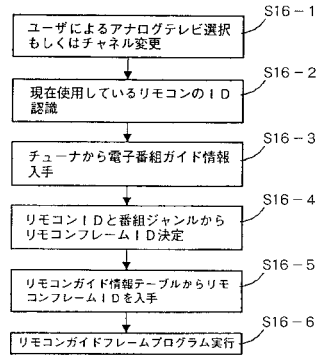 S16-1
ユーザによるアナログテレビ選択
もしくはチャネル変更
S16-2
現在使用しているリモコンのID
認識
S16-3
チューナから電子番組ガイド情報
入手
S16-4
リモコンIDと番組ジャンルから
リモコンフレームID決定
S16-5
リモコンガイド情報テーブルからリモ
コンフレームIDを入手
S16-6
リモコンガイドフレームプログラム実行